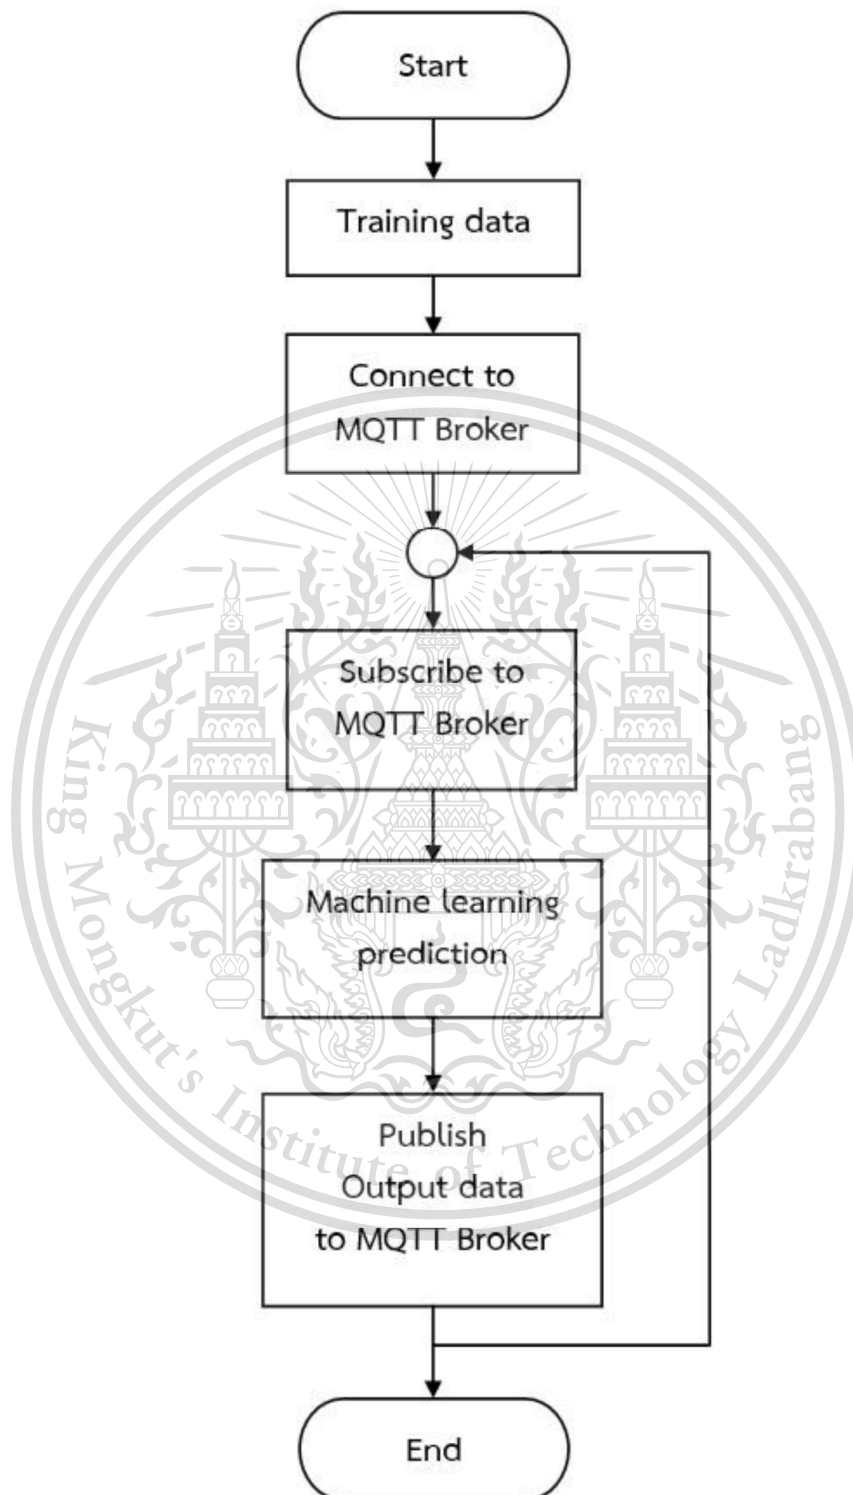 Start
Training data
Connect to
MQTT Broker
Subscribe to
MQTT Broker
Machine learning
prediction
Publish
Output data
to MQTT Broker
End
King Mongkut's Institute of Technology Ladkrabang